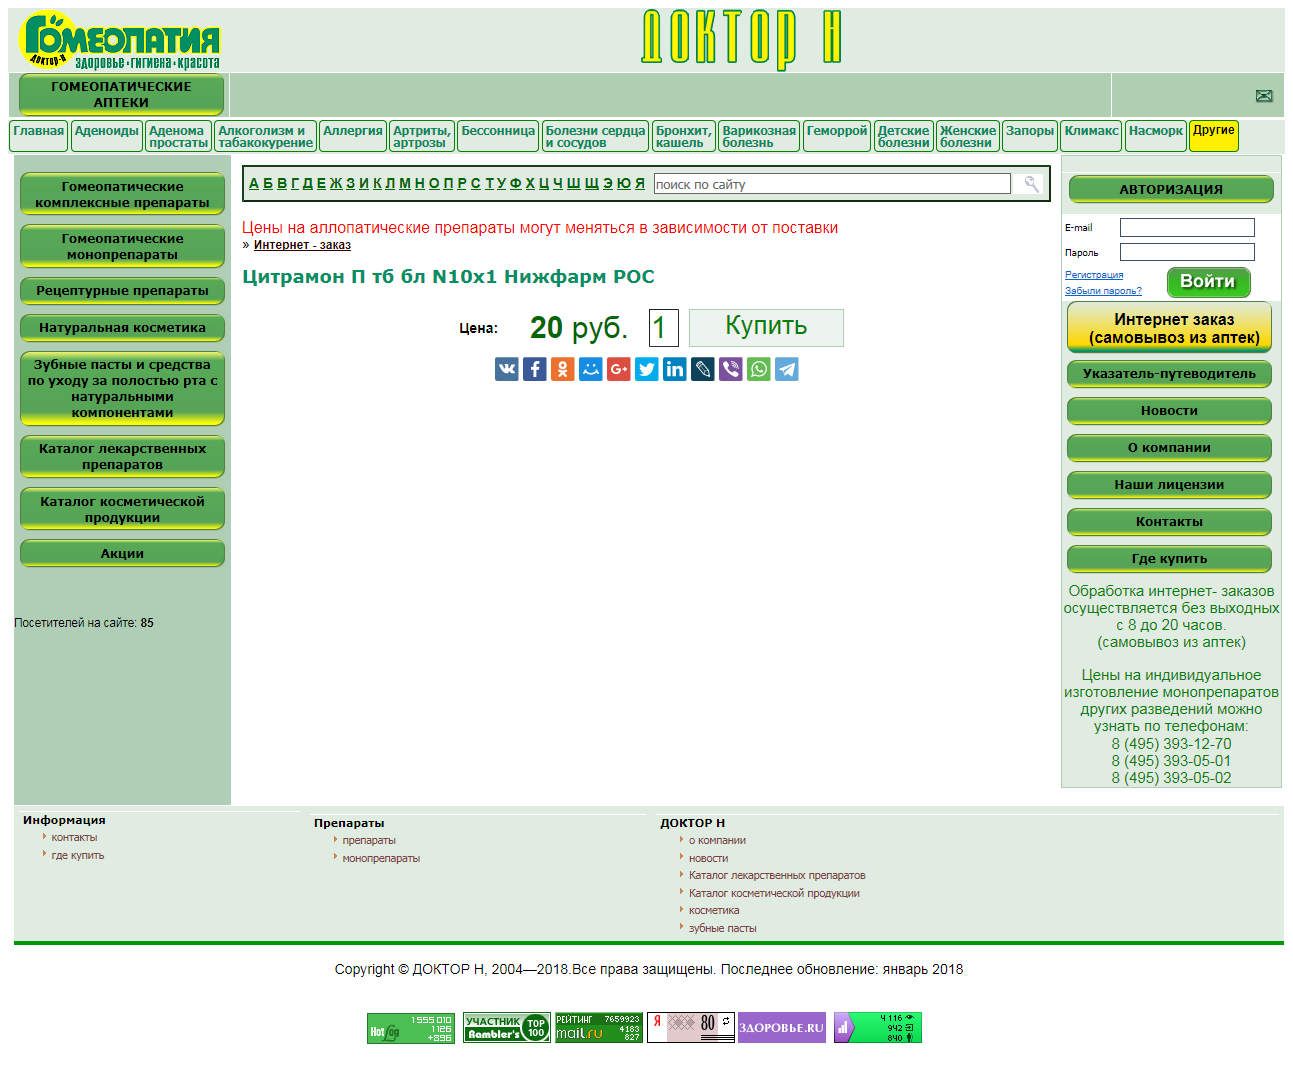 ГОМЕОПАТИЯ
ДОКТОР-Н
здоровье•гигиена•красота
ДОКТОР Н
ГОМЕОПАТИЧЕСКИЕ
АПТЕКИ
Главная
Аденоиды
Аденома
простаты
Алкоголизм и
табакокурение
Аллергия
Артриты,
артрозы
Бессонница
Болезни сердца
и сосудов
Бронхит,
кашель
Варикозная
болезнь
Геморрой
Детские
болезни
Женские
болезни
Запоры
Климакс
Насморк
Другие
Гомеопатические
комплексные препараты
Гомеопатические
монопрепараты
Рецептурные препараты
Натуральная косметика
Зубные пасты и средства
по уходу за полостью рта с
натуральными
компонентами
Каталог лекарственных
препаратов
Каталог косметической
продукции
Акции
Посетителей на сайте: 85
А Б В Г Д Е Ж З И К Л М Н О П Р С Т У Ф Х Ц Ч Ш Щ Э Ю Я
поиск по сайту
Цены на аллопатические препараты могут меняться в зависимости от поставки
» Интернет - заказ
Цитрамон П тб бл N10х1 Нижфарм РОС
Цена: 20 руб. 1 Купить
АВТОРИЗАЦИЯ
E-mail
Пароль
Регистрация
Забыли пароль?
Войти
Интернет заказ
(самовывоз из аптек)
Указатель-путеводитель
Новости
О компании
Наши лицензии
Контакты
Где купить
Обработка интернет- заказов
осуществляется без выходных
с 8 до 20 часов.
(самовывоз из аптек)
Цены на индивидуальное
изготовление монопрепаратов
других разведений можно
узнать по телефонам:
8 (495) 393-12-70
8 (495) 393-05-01
8 (495) 393-05-02
Информация
контакты
где купить
Препараты
препараты
монопрепараты
ДОКТОР Н
о компании
новости
Каталог лекарственных препаратов
Каталог косметической продукции
косметика
зубные пасты
Copyright © ДОКТОР Н, 2004—2018.Все права защищены. Последнее обновление: январь 2018
HotLog
1555010
1126
+896
УЧАСТНИК
Rambler's
TOP
100
РЕЙТИНГ
mail.ru
7659923
4183
827
Я
80
ЗДОРОВЬЕ.RU
4 116
942
840